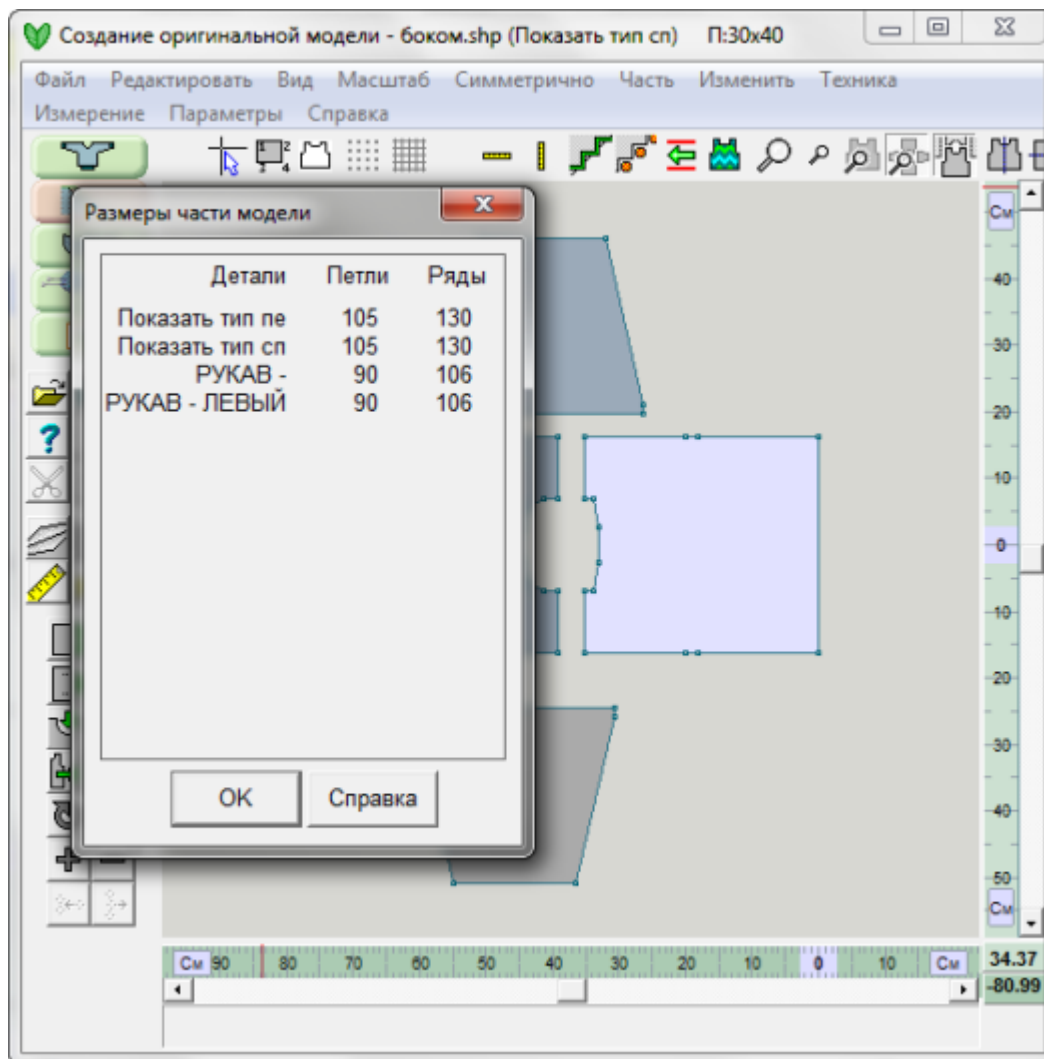 Создание оригинальной модели - боком.shp (Показать тип сп) П:30x40
Файл Редактировать Вид Масштаб Симметрично Часть Изменить Техника
Измерение Параметры Справка
Размеры части модели
Детали Петли Ряды
Показать тип пе 105 130
Показать тип сп 105 130
РУКАВ - 90 106
РУКАВ - ЛЕВЫЙ 90 106
OK Справка
См
40
30
20
10
0
10
20
30
40
50
См
См 90 80 70 60 50 40 30 20 10 0 10 См
34.37
-80.99